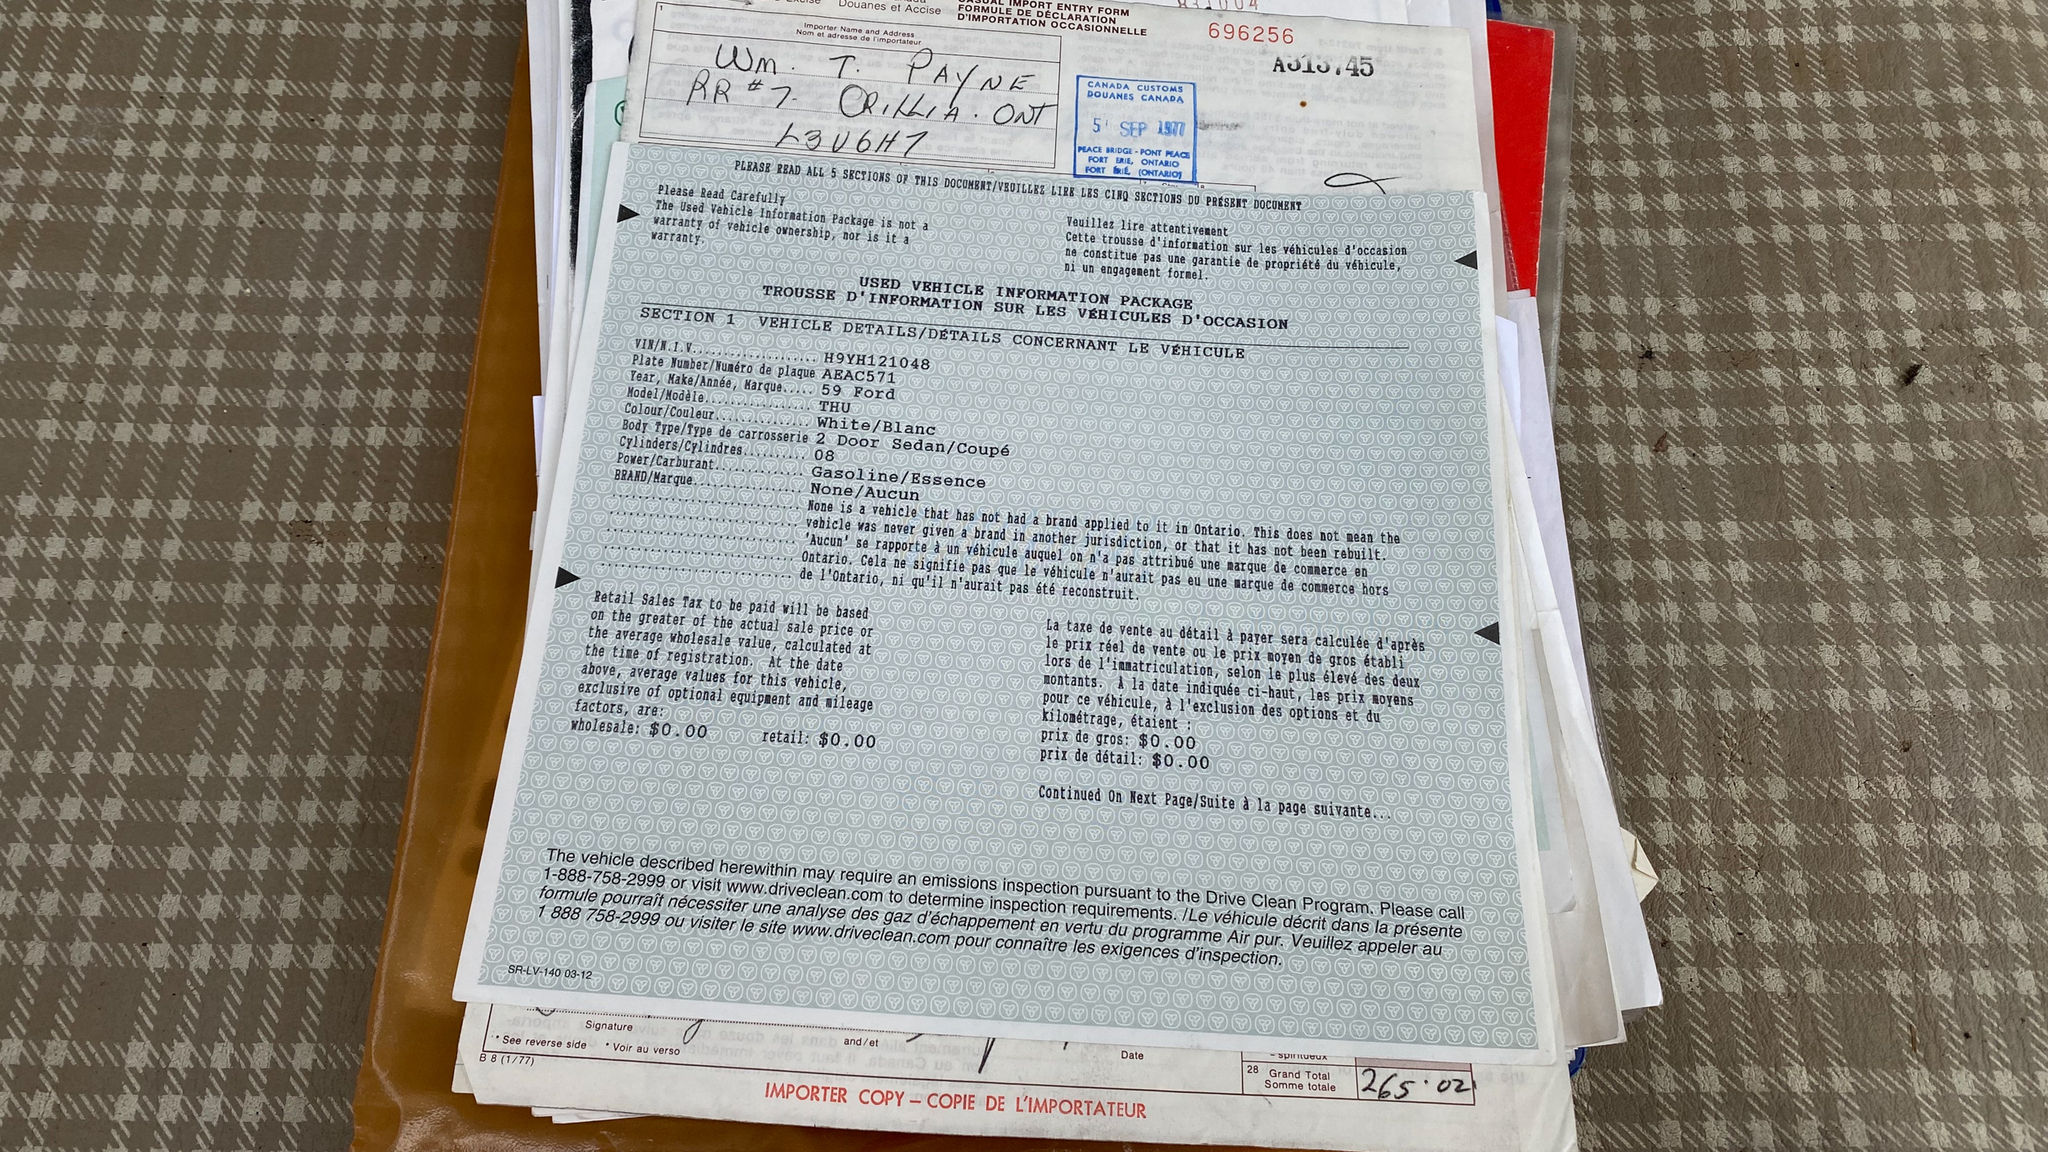 Douanes et Accise
CASUAL IMPORT ENTRY FORM
FORMULE DE DÉCLARATION
D'IMPORTATION OCCASIONNELLE
696256
A313,45
1
Importer Name and Address
Nom et adresse de l'importateur
Wm. T. PAYNE
RR #7. ORILLIA. ONT
L3V6H7
CANADA CUSTOMS
DOUANES CANADA
5 SEP 1977
PEACE BRIDGE - PONT PEACE
FORT ERIE, ONTARIO
FORT ÉRIÉ, (ONTARIO)
PLEASE READ ALL 5 SECTIONS OF THIS DOCUMENT/VEUILLEZ LIRE LES CINQ SECTIONS DU PRÉSENT DOCUMENT
Please Read Carefully
The Used Vehicle Information Package is not a
warranty of vehicle ownership, nor is it a
warranty.
Veuillez lire attentivement
Cette trousse d'information sur les véhicules d'occasion
ne constitue pas une garantie de propriété du véhicule,
ni un engagement formel.
USED VEHICLE INFORMATION PACKAGE
TROUSSE D'INFORMATION SUR LES VÉHICULES D'OCCASION
SECTION 1 VEHICLE DETAILS/DÉTAILS CONCERNANT LE VÉHICULE
VIN/N.I.V.................... H9YH121048
Plate Number/Numéro de plaque AEAC571
Year, Make/Année, Marque..... 59 Ford
Model/Modèle................. THU
Colour/Couleur............... White/Blanc
Body Type/Type de carrosserie 2 Door Sedan/Coupé
Cylinders/Cylindres.......... 08
Power/Carburant.............. Gasoline/Essence
BRAND/Marque................. None/Aucun
None is a vehicle that has not had a brand applied to it in Ontario. This does not mean the
vehicle was never given a brand in another jurisdiction, or that it has not been rebuilt.
'Aucun' se rapporte à un véhicule auquel on n'a pas attribué une marque de commerce en
Ontario. Cela ne signifie pas que le véhicule n'aurait pas eu une marque de commerce hors
de l'Ontario, ni qu'il n'aurait pas été reconstruit.
Retail Sales Tax to be paid will be based
on the greater of the actual sale price or
the average wholesale value, calculated at
the time of registration. At the date
above, average values for this vehicle,
exclusive of optional equipment and mileage
factors, are:
wholesale: $0.00 retail: $0.00
La taxe de vente au détail à payer sera calculée d'après
le prix réel de vente ou le prix moyen de gros établi
lors de l'immatriculation, selon le plus élevé des deux
montants. À la date indiquée ci-haut, les prix moyens
pour ce véhicule, à l'exclusion des options et du
kilométrage, étaient :
prix de gros: $0.00
prix de détail: $0.00
Continued On Next Page/Suite à la page suivante...
The vehicle described herewithin may require an emissions inspection pursuant to the Drive Clean Program. Please call
1-888-758-2999 or visit www.driveclean.com to determine inspection requirements. /Le véhicule décrit dans la présente
formule pourraît nécessiter une analyse des gaz d'échappement en vertu du programme Air pur. Veuillez appeler au
1 888 758-2999 ou visiter le site www.driveclean.com pour connaître les exigences d'inspection.
SR-LV-140 03-12
Signature
and/et
Date
* See reverse side * Voir au verso
B 8 (1/77)
spiritueux
28 Grand Total
Somme totale
265.02
IMPORTER COPY – COPIE DE L'IMPORTATEUR